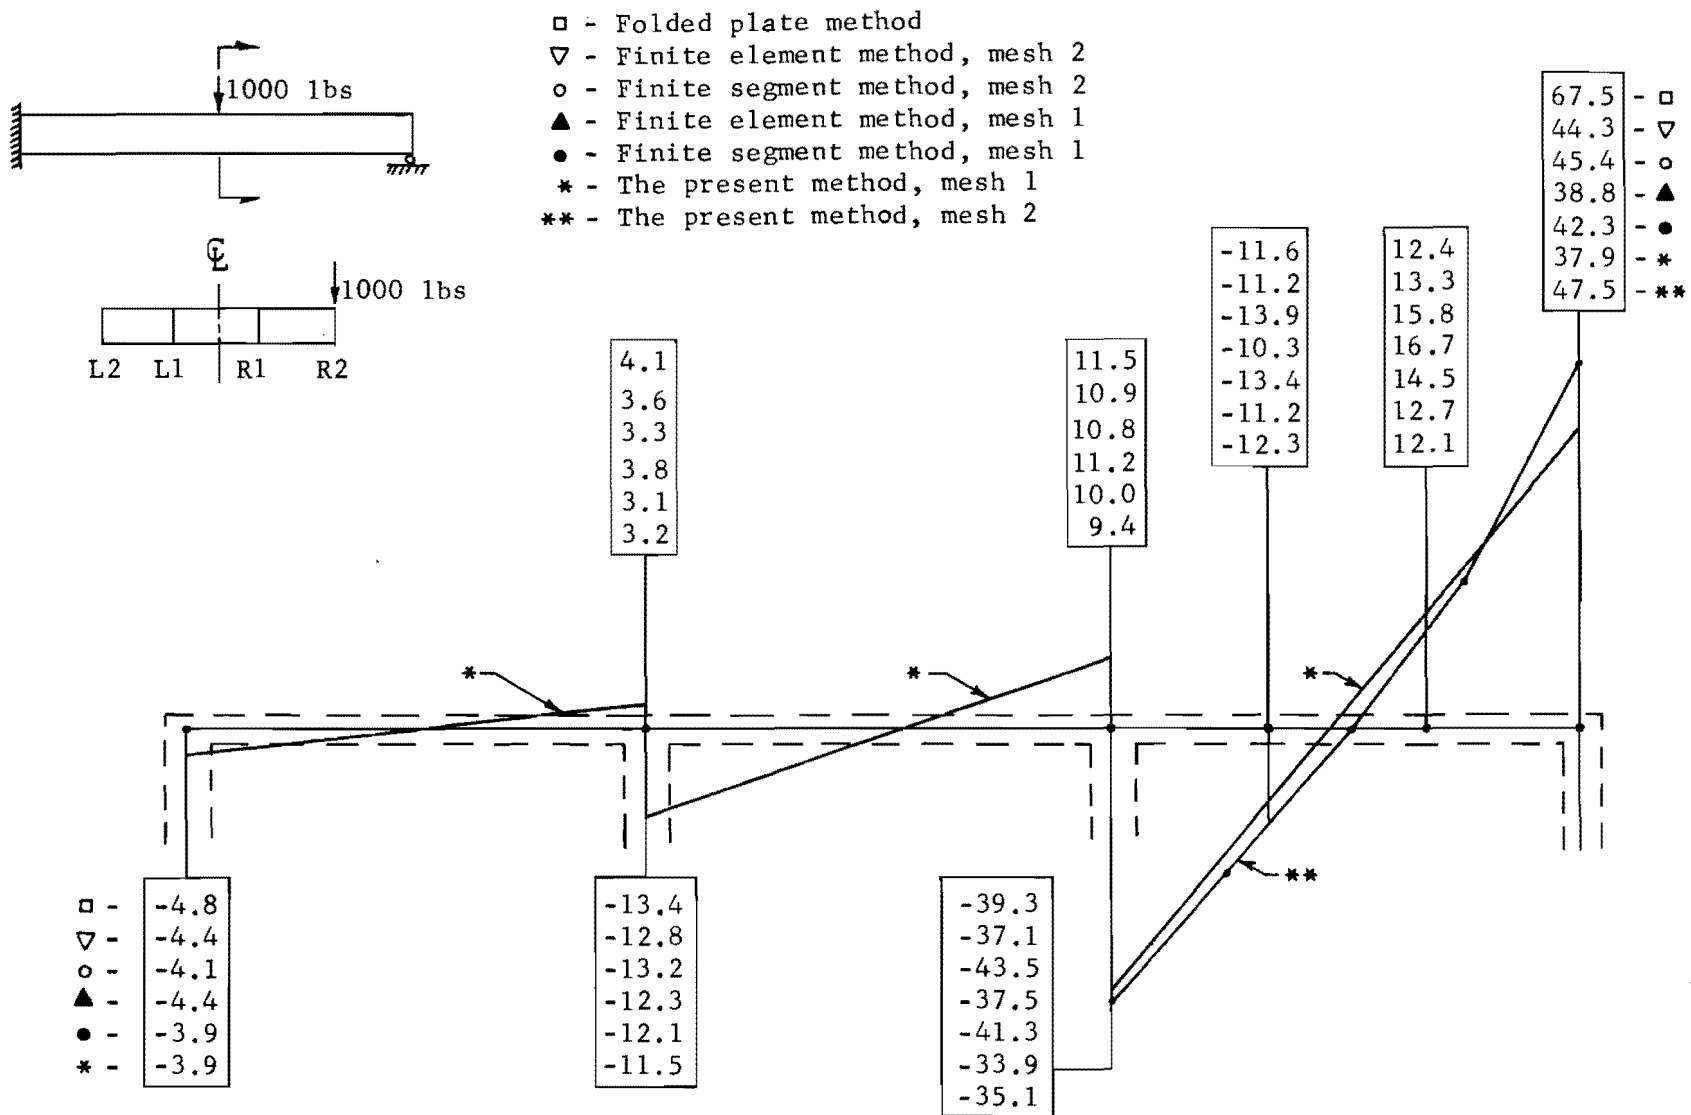 □ - Folded plate method
▽ - Finite element method, mesh 2
○ - Finite segment method, mesh 2
▲ - Finite element method, mesh 1
● - Finite segment method, mesh 1
* - The present method, mesh 1
** - The present method, mesh 2
1000 lbs
℄
1000 lbs
L2 L1 R1 R2
67.5 - □
44.3 - ▽
45.4 - ○
38.8 - ▲
42.3 - ●
37.9 - *
47.5 - **
-11.6
-11.2
-13.9
-10.3
-13.4
-11.2
-12.3
12.4
13.3
15.8
16.7
14.5
12.7
12.1
4.1
3.6
3.3
3.8
3.1
3.2
11.5
10.9
10.8
11.2
10.0
9.4
*
*
*
**
□ - -4.8
▽ - -4.4
○ - -4.1
▲ - -4.4
● - -3.9
* - -3.9
-13.4
-12.8
-13.2
-12.3
-12.1
-11.5
-39.3
-37.1
-43.5
-37.5
-41.3
-33.9
-35.1